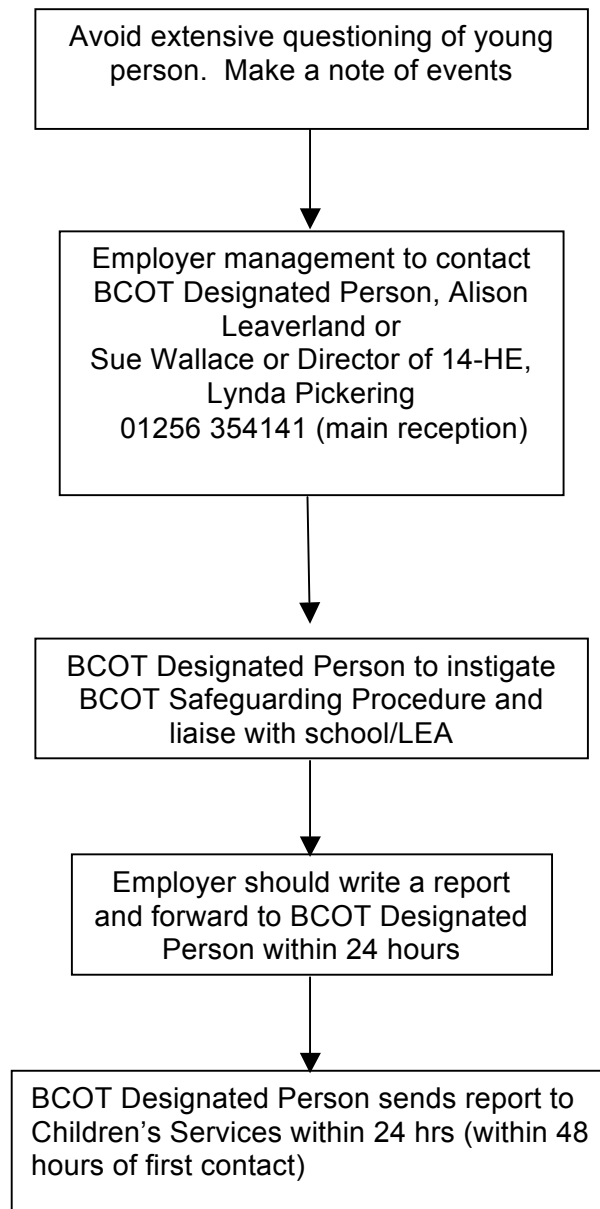 Avoid extensive questioning of young
person.  Make a note of events
Employer management to contact
BCOT Designated Person, Alison
Leaverland or
Sue Wallace or Director of 14-HE,
Lynda Pickering
01256 354141 (main reception)
BCOT Designated Person to instigate
BCOT Safeguarding Procedure and
liaise with school/LEA
Employer should write a report
and forward to BCOT Designated
Person within 24 hours
BCOT Designated Person sends report to
Children’s Services within 24 hrs (within 48
hours of first contact)